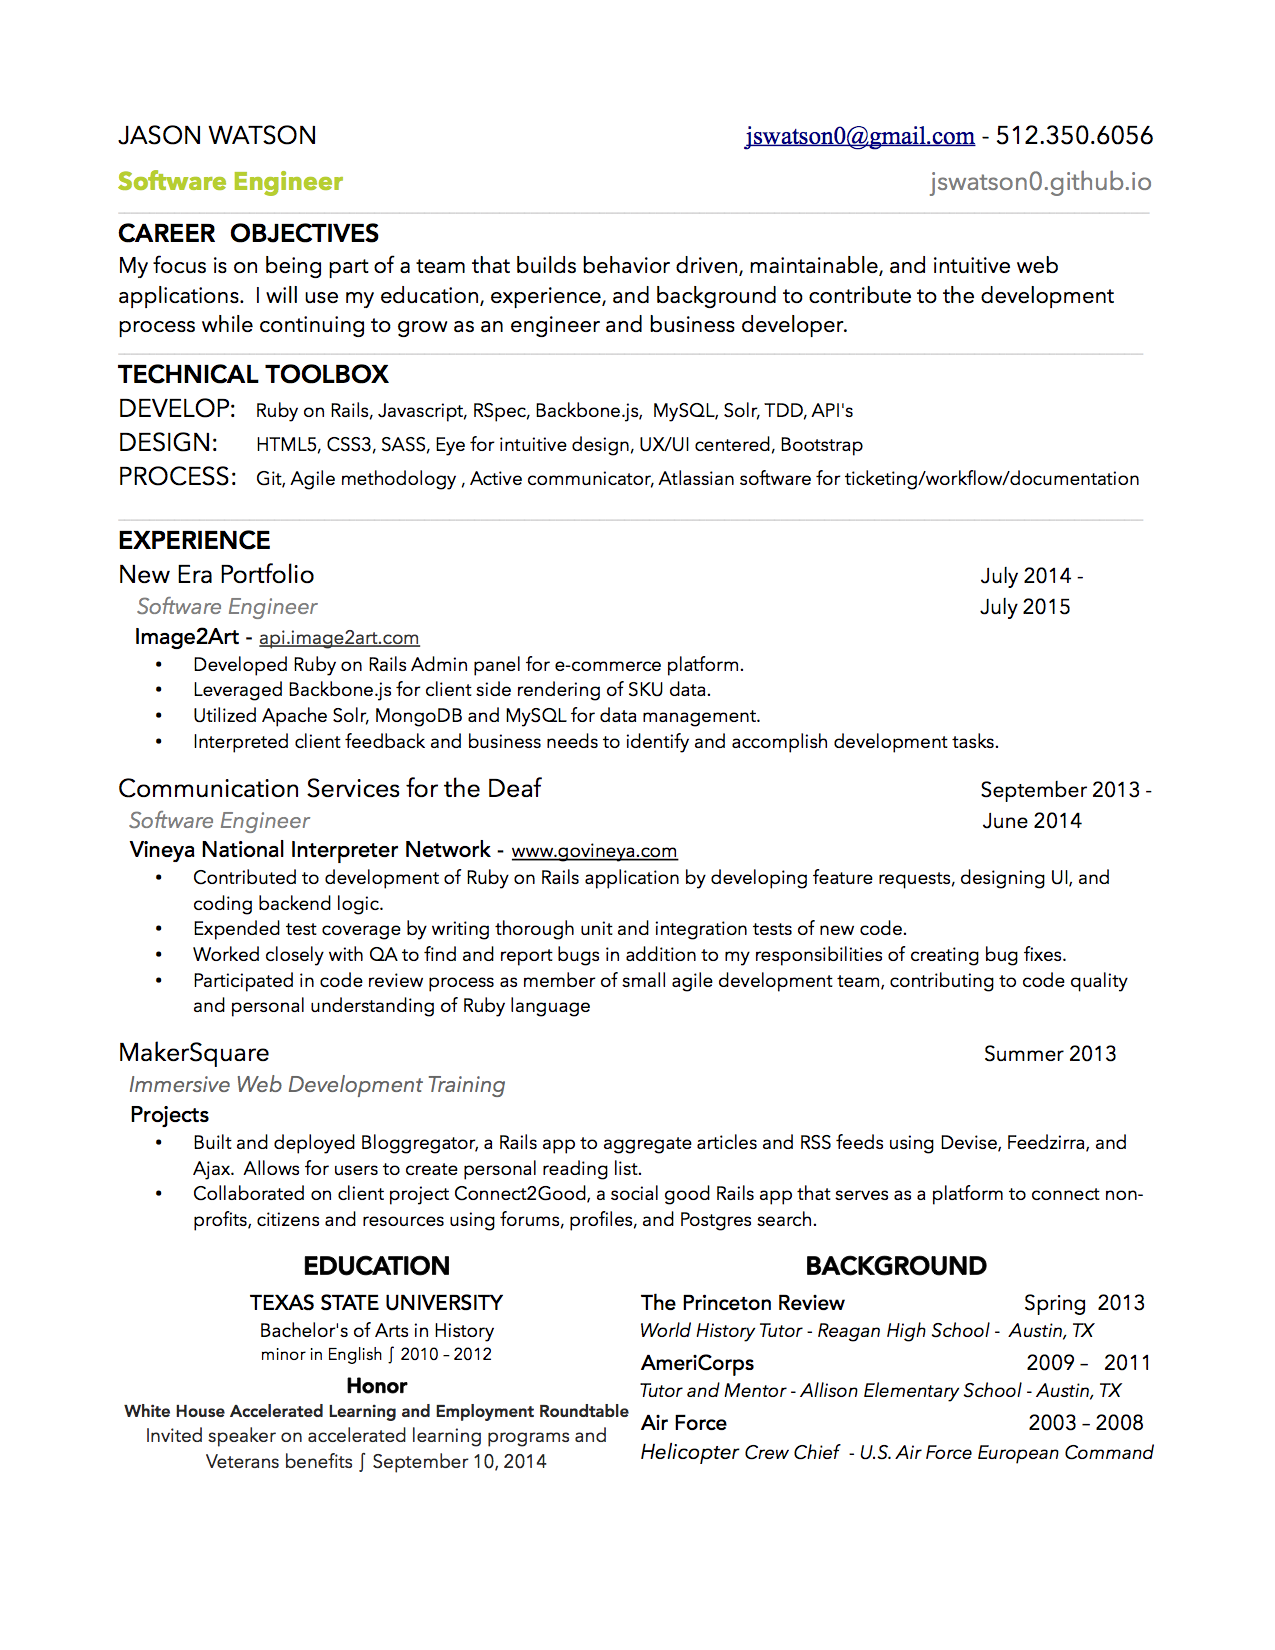 JASON WATSON jswatson0@gmail.com - 512.350.6056
Software Engineer jswatson0.github.io
CAREER OBJECTIVES
My focus is on being part of a team that builds behavior driven, maintainable, and intuitive web
applications. I will use my education, experience, and background to contribute to the development
process while continuing to grow as an engineer and business developer.
TECHNICAL TOOLBOX
DEVELOP: Ruby on Rails, Javascript, RSpec, Backbone.js, MySQL, Solr, TDD, API's
DESIGN: HTML5, CSS3, SASS, Eye for intuitive design, UX/UI centered, Bootstrap
PROCESS: Git, Agile methodology , Active communicator, Atlassian software for ticketing/workflow/documentation
EXPERIENCE
New Era Portfolio July 2014 -
Software Engineer July 2015
Image2Art - api.image2art.com
• Developed Ruby on Rails Admin panel for e-commerce platform.
• Leveraged Backbone.js for client side rendering of SKU data.
• Utilized Apache Solr, MongoDB and MySQL for data management.
• Interpreted client feedback and business needs to identify and accomplish development tasks.
Communication Services for the Deaf September 2013 -
Software Engineer June 2014
Vineya National Interpreter Network - www.govineya.com
• Contributed to development of Ruby on Rails application by developing feature requests, designing UI, and
coding backend logic.
• Expended test coverage by writing thorough unit and integration tests of new code.
• Worked closely with QA to find and report bugs in addition to my responsibilities of creating bug fixes.
• Participated in code review process as member of small agile development team, contributing to code quality
and personal understanding of Ruby language
MakerSquare Summer 2013
Immersive Web Development Training
Projects
• Built and deployed Bloggregator, a Rails app to aggregate articles and RSS feeds using Devise, Feedzirra, and
Ajax. Allows for users to create personal reading list.
• Collaborated on client project Connect2Good, a social good Rails app that serves as a platform to connect non-
profits, citizens and resources using forums, profiles, and Postgres search.
EDUCATION
TEXAS STATE UNIVERSITY
Bachelor's of Arts in History
minor in English ∫ 2010 - 2012
Honor
White House Accelerated Learning and Employment Roundtable
Invited speaker on accelerated learning programs and
Veterans benefits ∫ September 10, 2014
BACKGROUND
The Princeton Review Spring 2013
World History Tutor - Reagan High School - Austin, TX
AmeriCorps 2009 – 2011
Tutor and Mentor - Allison Elementary School - Austin, TX
Air Force 2003 – 2008
Helicopter Crew Chief - U.S. Air Force European Command